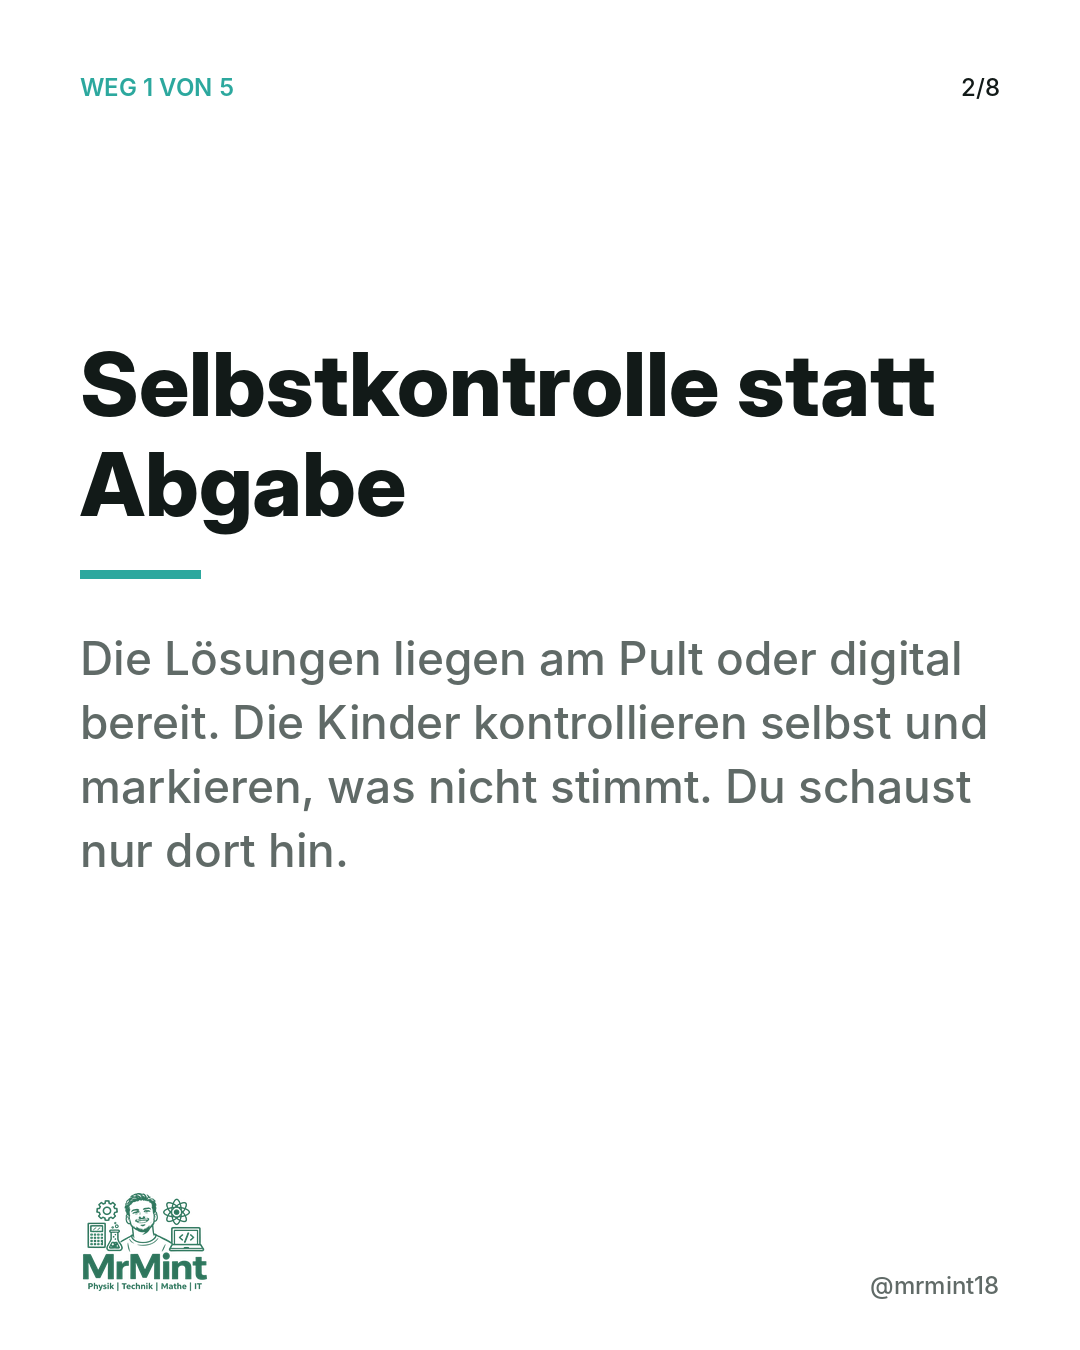 WEG 1 VON 5
2/8
Selbstkontrolle statt
Abgabe
Die Lösungen liegen am Pult oder digital
bereit. Die Kinder kontrollieren selbst und
markieren, was nicht stimmt. Du schaust
nur dort hin.
</>
MrMint
Physik | Technik | Mathe | IT
@mrmint18